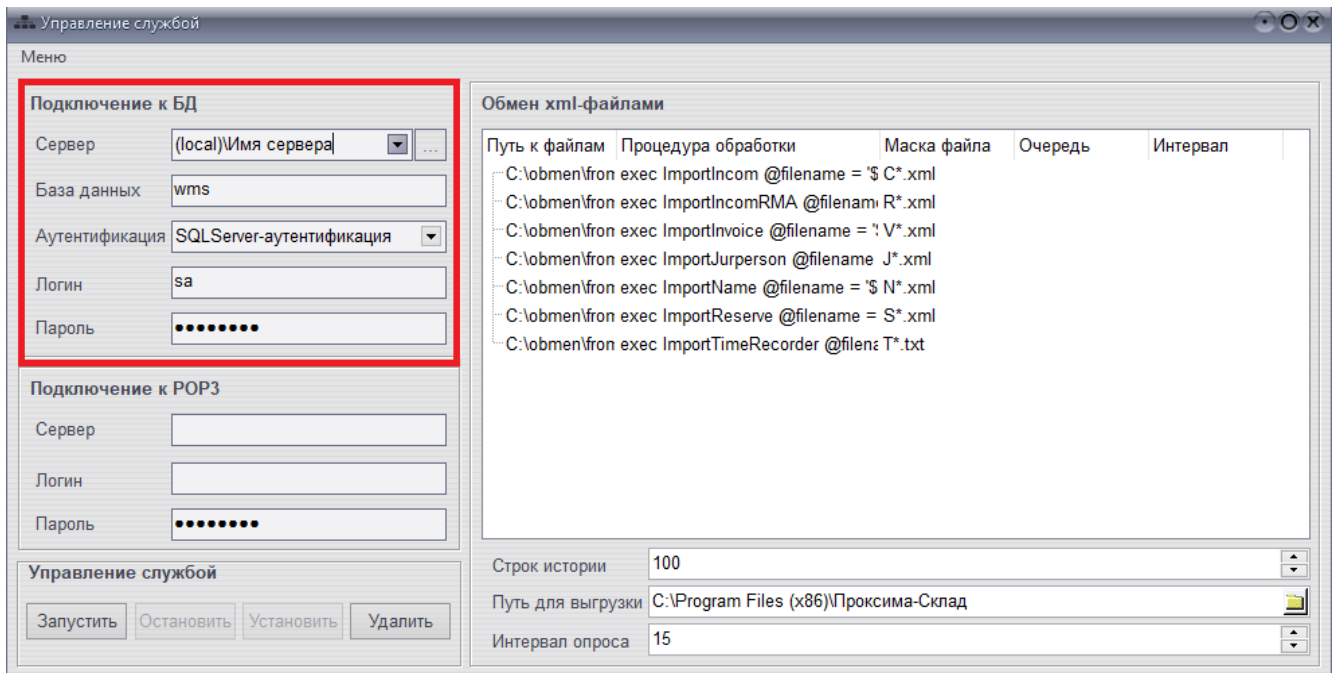 Управление службой
Меню
Подключение к БД
Сервер (local)\Имя сервера ...
База данных wms
Аутентификация SQLServer-аутентификация
Логин sa
Пароль ••••••••
Подключение к POP3
Сервер
Логин
Пароль ••••••••
Управление службой
Запустить Остановить Установить Удалить
Обмен xml-файлами
Путь к файлам Процедура обработки Маска файла Очередь Интервал
C:\obmen\fron exec ImportIncom @filename = '$ C*.xml
C:\obmen\fron exec ImportIncomRMA @filenam R*.xml
C:\obmen\fron exec ImportInvoice @filename = '$ V*.xml
C:\obmen\fron exec ImportJurperson @filename J*.xml
C:\obmen\fron exec ImportName @filename = '$ N*.xml
C:\obmen\fron exec ImportReserve @filename = S*.xml
C:\obmen\fron exec ImportTimeRecorder @filena T*.txt
Строк истории 100
Путь для выгрузки C:\Program Files (x86)\Проксима-Склад
Интервал опроса 15